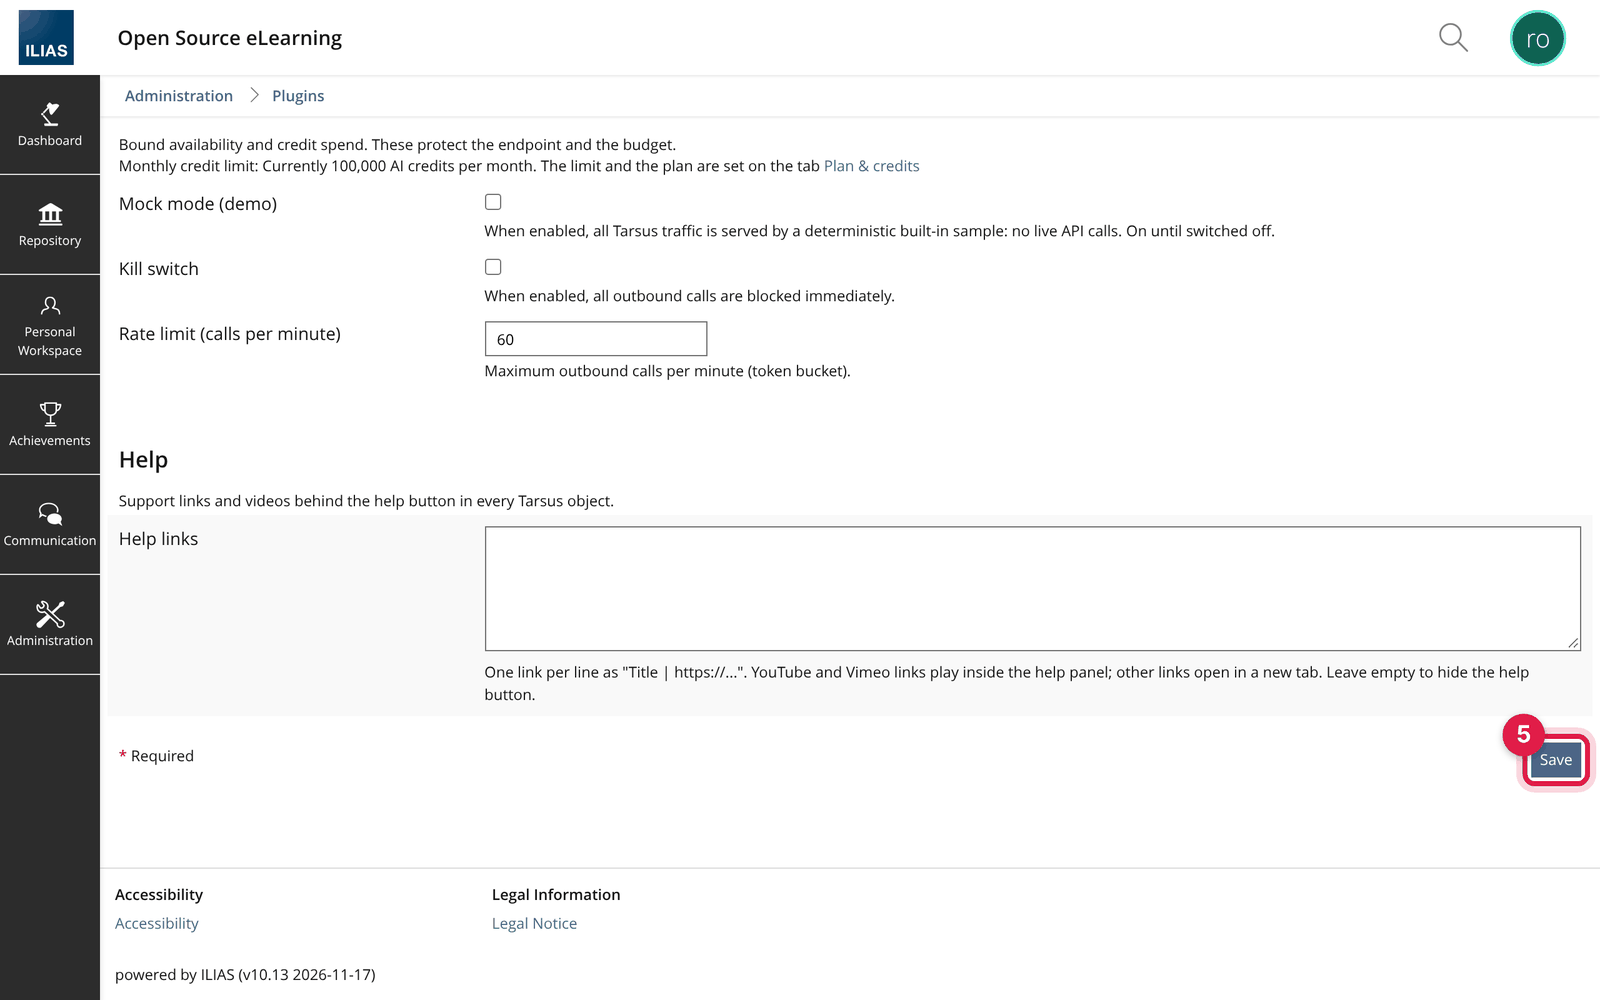 ILIAS
Open Source eLearning
ro
Dashboard
Repository
Personal
Workspace
Achievements
Communication
Administration
Administration > Plugins
Bound availability and credit spend. These protect the endpoint and the budget.
Monthly credit limit: Currently 100,000 AI credits per month. The limit and the plan are set on the tab Plan & credits
Mock mode (demo)
When enabled, all Tarsus traffic is served by a deterministic built-in sample: no live API calls. On until switched off.
Kill switch
When enabled, all outbound calls are blocked immediately.
Rate limit (calls per minute)
60
Maximum outbound calls per minute (token bucket).
Help
Support links and videos behind the help button in every Tarsus object.
Help links
One link per line as "Title | https://...". YouTube and Vimeo links play inside the help panel; other links open in a new tab. Leave empty to hide the help
button.
* Required
5
Save
Accessibility
Accessibility
Legal Information
Legal Notice
powered by ILIAS (v10.13 2026-11-17)